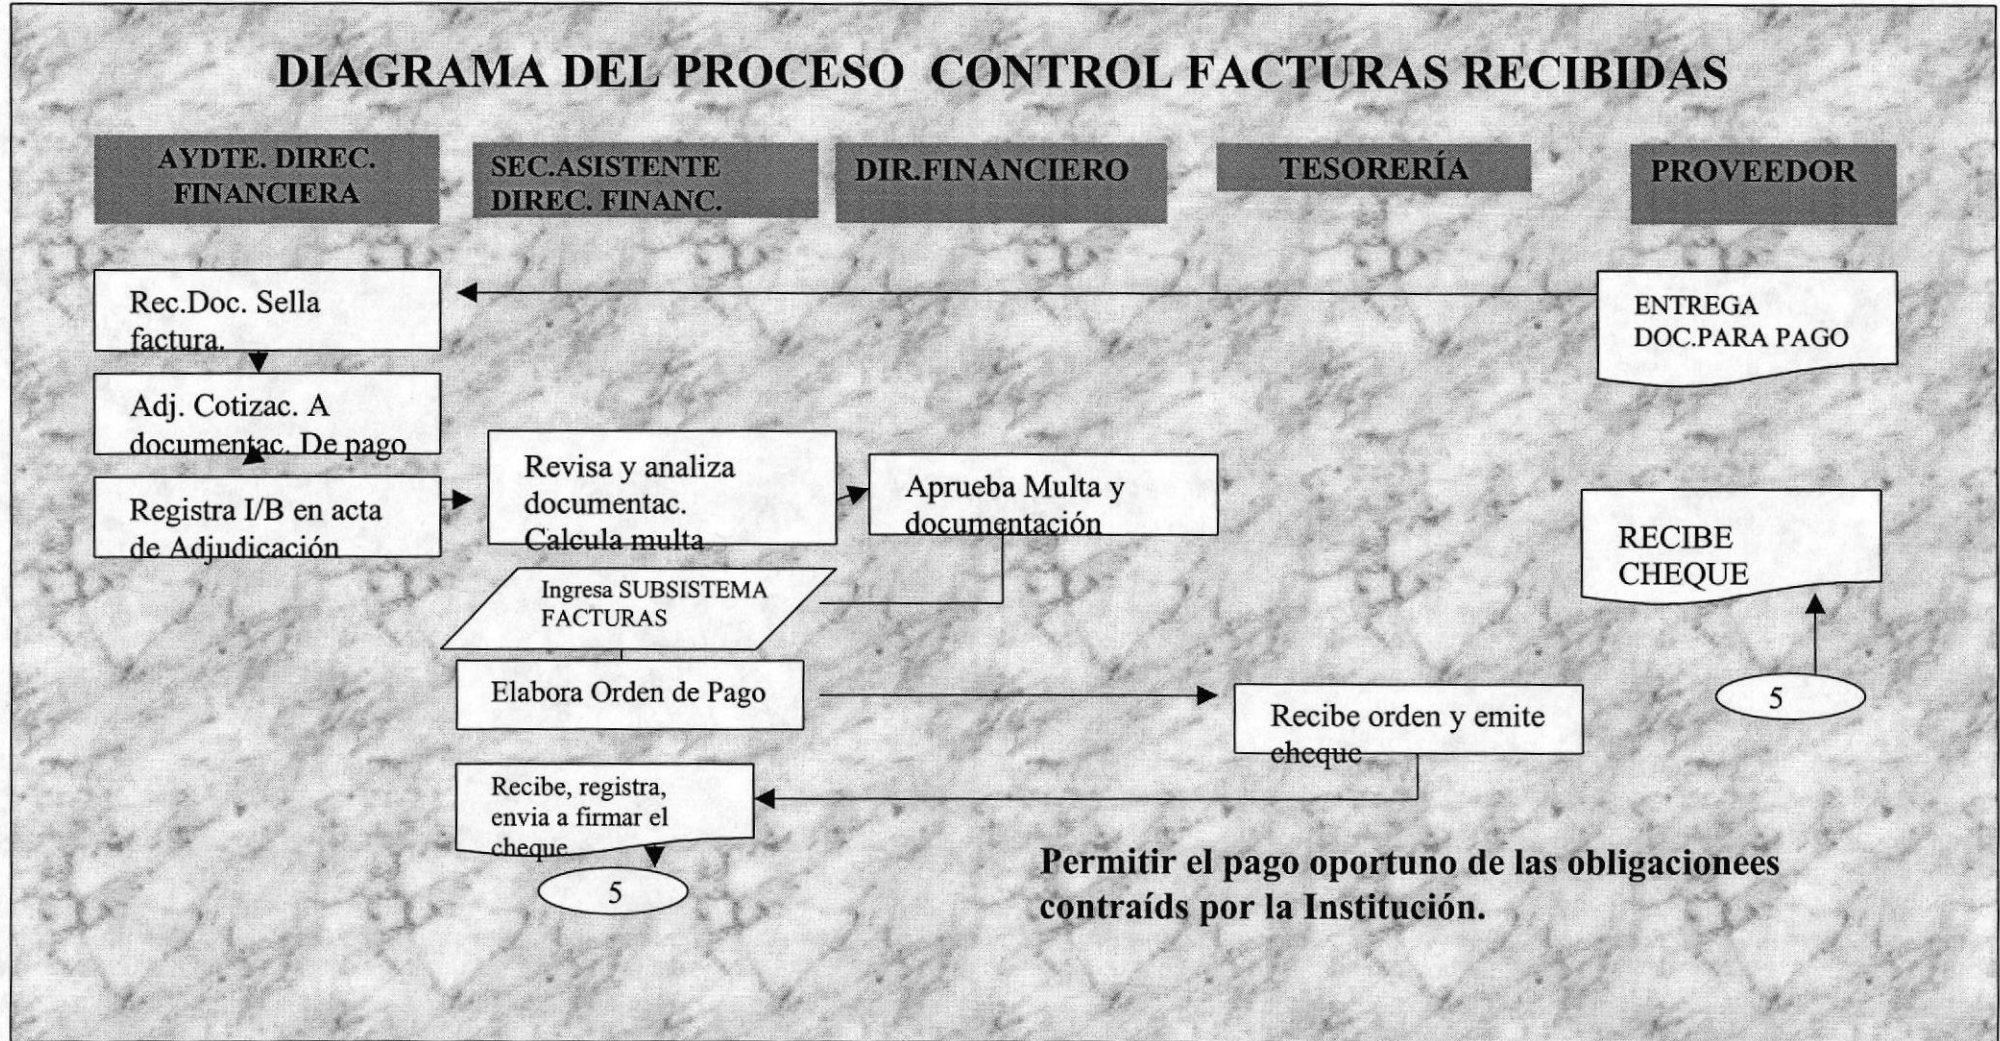 DIAGRAMA DEL PROCESO CONTROL FACTURAS RECIBIDAS
AYDTE. DIREC.
FINANCIERA
SEC.ASISTENTE
DIREC. FINANC.
DIR.FINANCIERO
TESORERÍA
PROVEEDOR
Rec.Doc. Sella
factura.
ENTREGA
DOC.PARA PAGO
Adj. Cotizac. A
documentac. De pago
Registra I/B en acta
de Adjudicación
Revisa y analiza
documentac.
Calcula multa
Aprueba Multa y
documentación
RECIBE
CHEQUE
Ingresa SUBSISTEMA
FACTURAS
Elabora Orden de Pago
Recibe orden y emite
cheque
5
Recibe, registra,
envia a firmar el
cheque
5
Permitir el pago oportuno de las obligacionees
contraíds por la Institución.